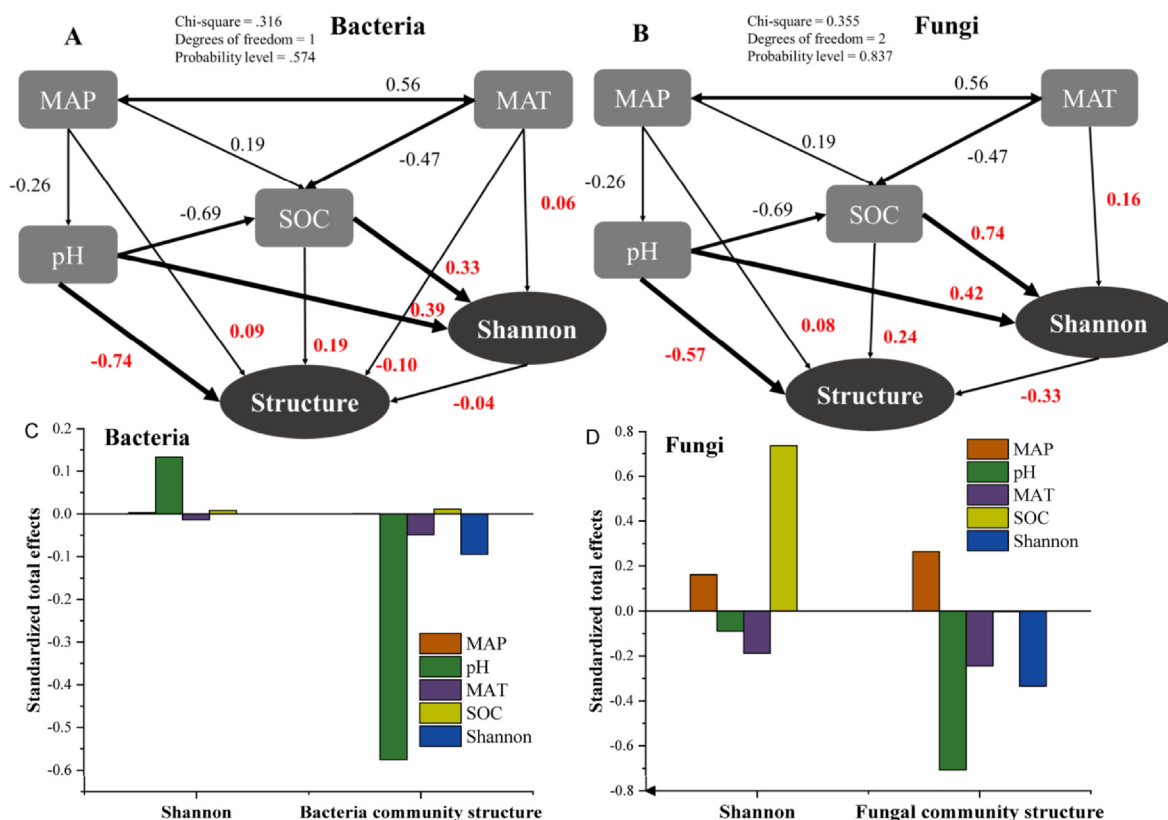 A
Chi-square = .316
Degrees of freedom = 1
Probability level = .574
Bacteria
MAP
0.56
MAT
0.19
-0.47
-0.26
-0.69
SOC
0.06
pH
0.33
0.39
Shannon
0.09
0.19
-0.10
-0.74
Structure
-0.04
B
Chi-square = 0.355
Degrees of freedom = 2
Probability level = 0.837
Fungi
MAP
0.56
MAT
0.19
-0.47
-0.26
-0.69
SOC
0.16
pH
0.74
0.42
Shannon
0.08
0.24
-0.57
Structure
-0.33
C
Bacteria
Standardized total effects
0.2
0.1
0.0
-0.1
-0.2
-0.3
-0.4
-0.5
-0.6
MAP
pH
MAT
SOC
Shannon
Shannon
Bacteria community structure
D
Fungi
Standardized total effects
0.8
0.4
0.0
-0.2
-0.4
-0.6
-0.8
MAP
pH
MAT
SOC
Shannon
Shannon
Fungal community structure